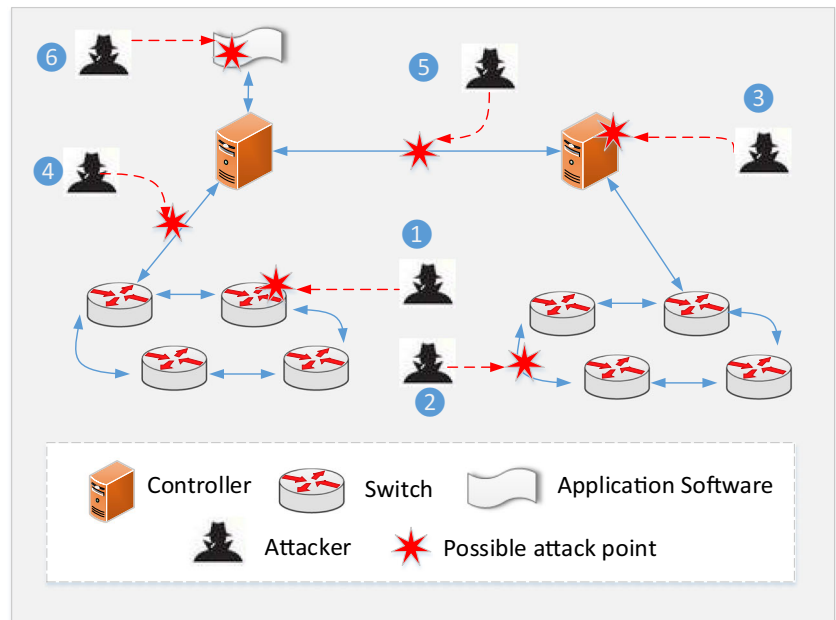 6
5
3
4
1
2
Controller
Switch
Application Software
Attacker
Possible attack point